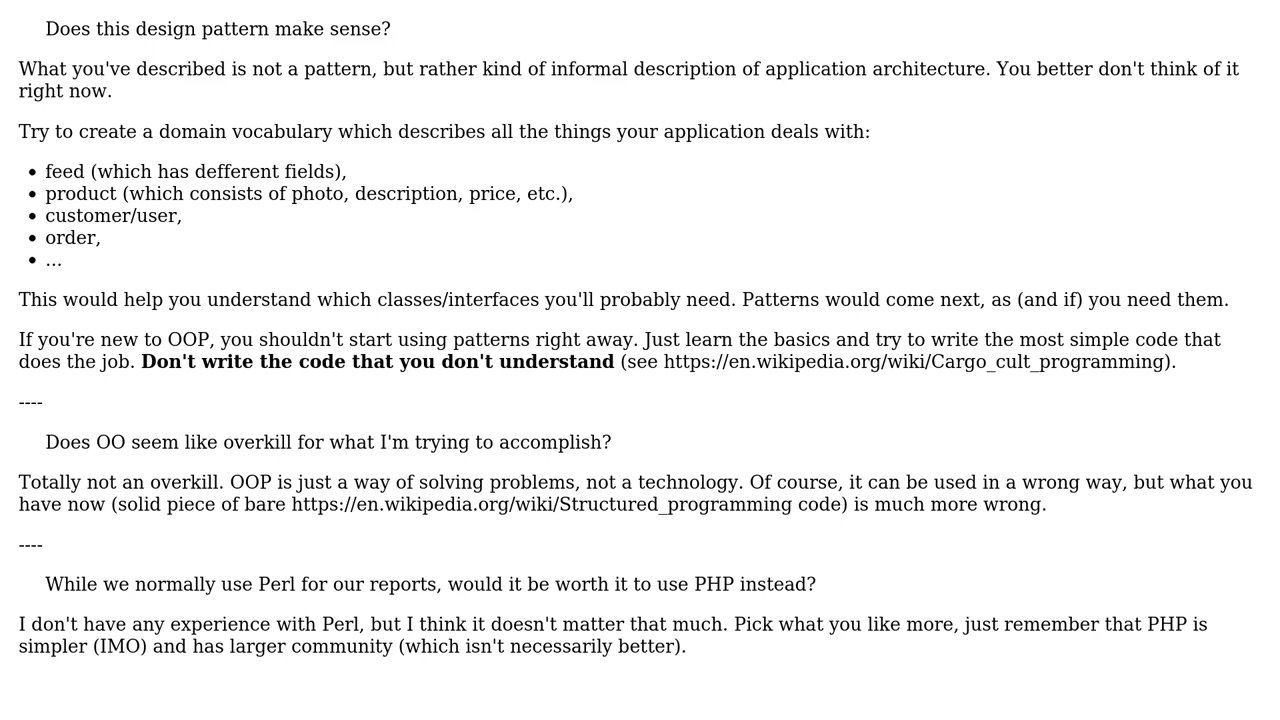 Does this design pattern make sense?
What you've described is not a pattern, but rather kind of informal description of application architecture. You better don't think of it
right now.
Try to create a domain vocabulary which describes all the things your application deals with:
• feed (which has defferent fields),
• product (which consists of photo, description, price, etc.),
• customer/user,
• order,
• ...
This would help you understand which classes/interfaces you'll probably need. Patterns would come next, as (and if) you need them.
If you're new to OOP, you shouldn't start using patterns right away. Just learn the basics and try to write the most simple code that
does the job. Don't write the code that you don't understand (see https://en.wikipedia.org/wiki/Cargo_cult_programming).
----
Does OO seem like overkill for what I'm trying to accomplish?
Totally not an overkill. OOP is just a way of solving problems, not a technology. Of course, it can be used in a wrong way, but what you
have now (solid piece of bare https://en.wikipedia.org/wiki/Structured_programming code) is much more wrong.
----
While we normally use Perl for our reports, would it be worth it to use PHP instead?
I don't have any experience with Perl, but I think it doesn't matter that much. Pick what you like more, just remember that PHP is
simpler (IMO) and has larger community (which isn't necessarily better).